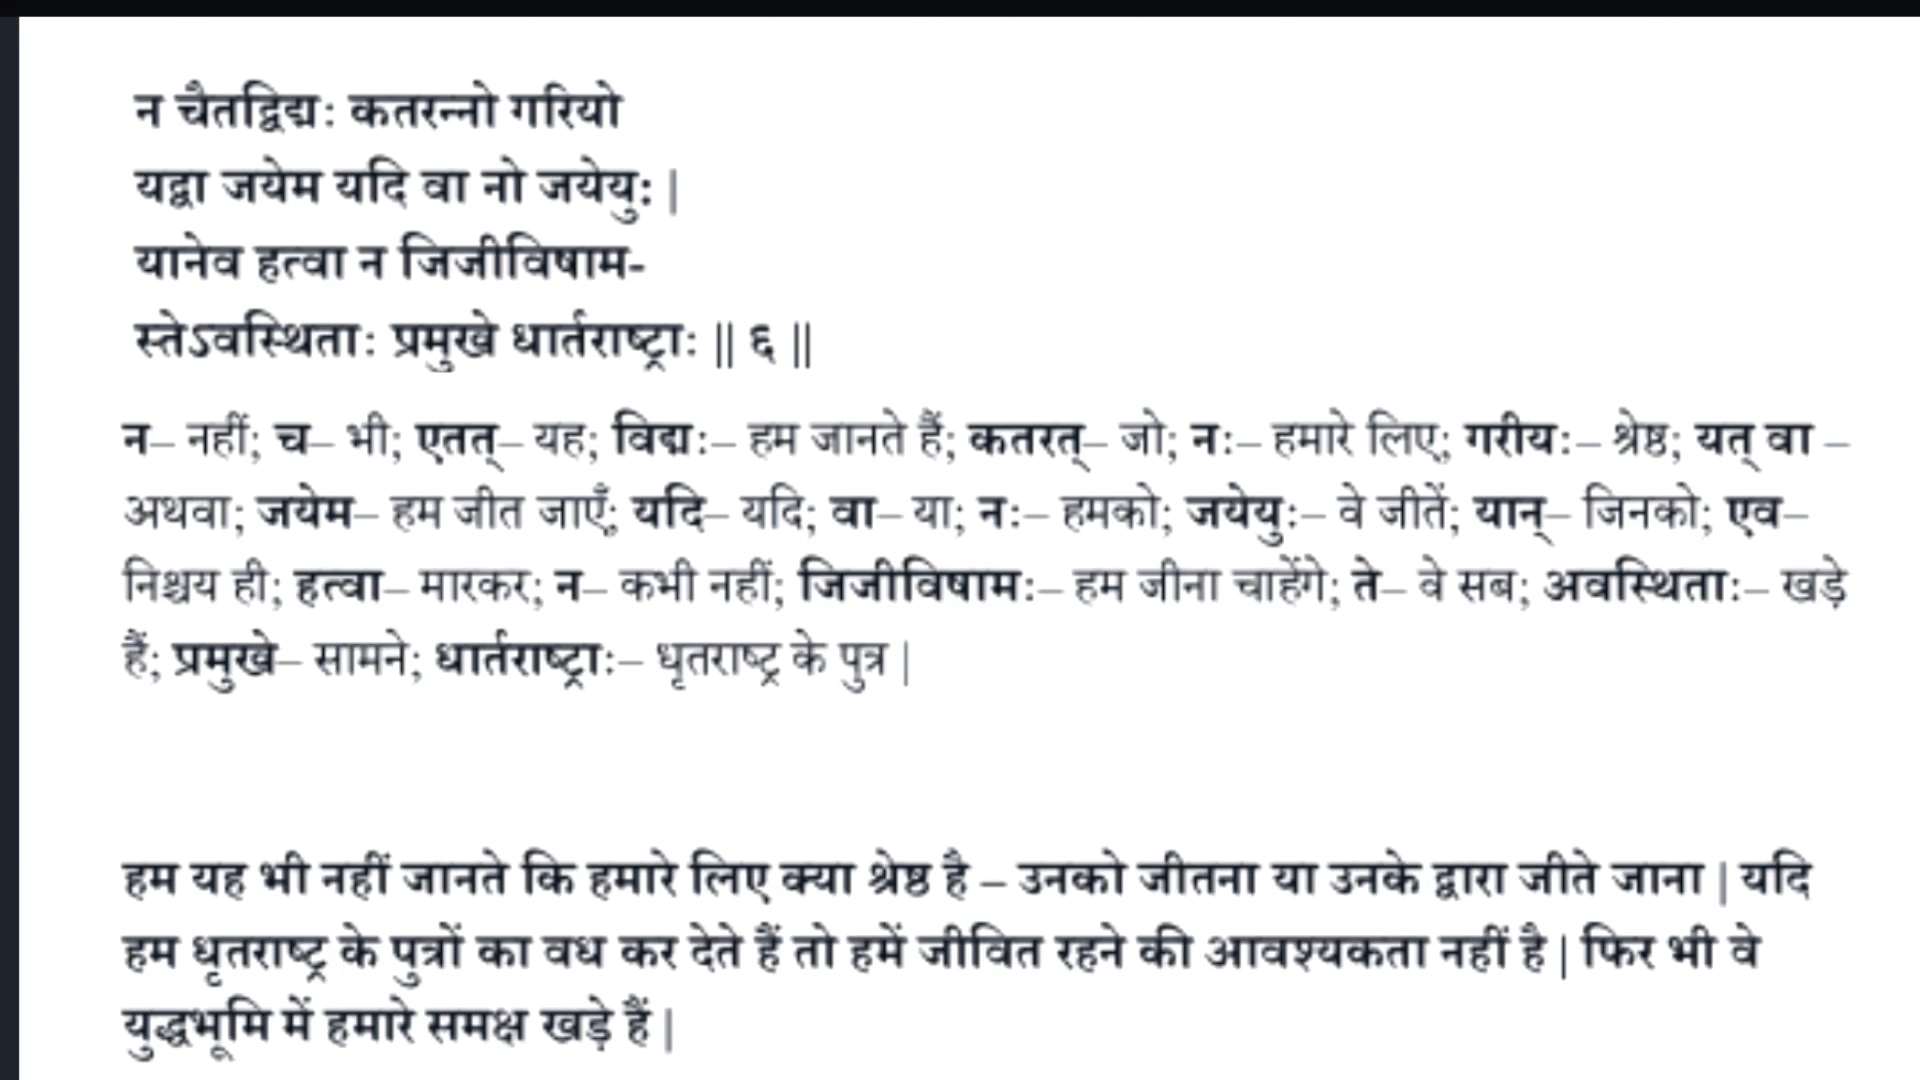 न चैतद्विद्मः कतरन्नो गरियो
यद्वा जयेम यदि वा नो जयेयु: |
यानेव हत्वा न जिजीविषाम-
स्तेऽवस्थिताः प्रमुखे धार्तराष्ट्राः || ६ ||
न– नहीं; च– भी; एतत्– यह; विद्मः– हम जानते हैं; कतरत्– जो; नः– हमारे लिए; गरीयः– श्रेष्ठ; यत् वा –
अथवा; जयेम– हम जीत जाएँ; यदि– यदि; वा– या; नः– हमको; जयेयुः– वे जीतें; यान्– जिनको; एव–
निश्चय ही; हत्वा– मारकर; न– कभी नहीं; जिजीविषामः– हम जीना चाहेंगे; ते– वे सब; अवस्थिताः– खड़े
हैं; प्रमुखे– सामने; धार्तराष्ट्राः– धृतराष्ट्र के पुत्र |
हम यह भी नहीं जानते कि हमारे लिए क्या श्रेष्ठ है – उनको जीतना या उनके द्वारा जीते जाना | यदि
हम धृतराष्ट्र के पुत्रों का वध कर देते हैं तो हमें जीवित रहने की आवश्यकता नहीं है | फिर भी वे
युद्धभूमि में हमारे समक्ष खड़े हैं |